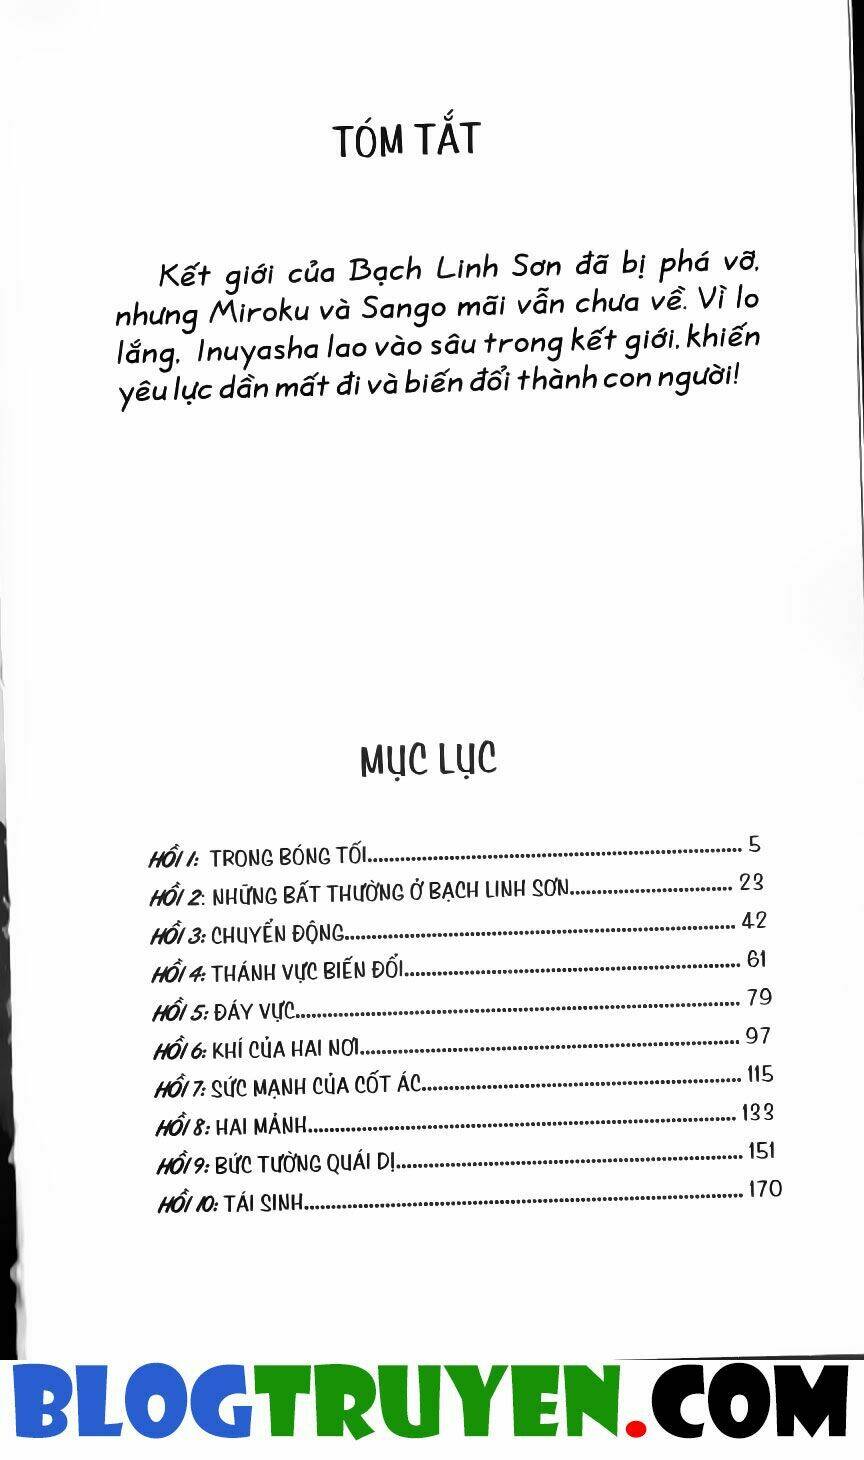 TÓM TẮT
Kết giới của Bạch Linh Sơn đã bị phá vỡ,
nhưng Miroku và Sango mãi vẫn chưa về. Vì lo
lắng, Inuyasha lao vào sâu trong kết giới, khiến
yêu lực dần mất đi và biến đổi thành con người!
MỤC LỤC
HỒI 1: TRONG BÓNG TỐI........................ 5
HỒI 2: NHỮNG BẤT THƯỜNG Ở BẠCH LINH SƠN........................ 23
HỒI 3: CHUYỂN ĐỘNG........................ 42
HỒI 4: THÁNH VỰC BIẾN ĐỔI........................ 61
HỒI 5: ĐÁY VỰC........................ 79
HỒI 6: KHÍ CỦA HAI NƠI........................ 97
HỒI 7: SỨC MẠNH CỦA CỐT ÁC........................ 115
HỒI 8: HAI MẢNH........................ 133
HỒI 9: BỨC TƯỜNG QUÁI DỊ........................ 151
HỒI 10: TÁI SINH........................ 170
BLOGTRUYEN.COM